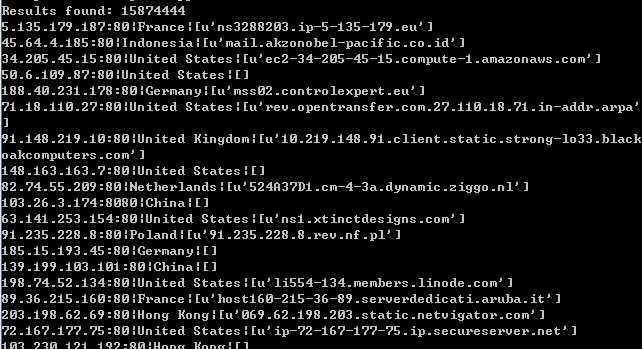 Results found: 15874444
5.135.179.187:80¦France¦[u'ns3288203.ip-5-135-179.eu']
45.64.4.185:80¦Indonesia¦[u'mail.akzonobel-pacific.co.id']
34.205.45.15:80¦United States¦[u'ec2-34-205-45-15.compute-1.amazonaws.com']
50.6.109.87:80¦United States¦[]
188.40.231.178:80¦Germany¦[u'mss02.controlexpert.eu']
71.18.110.27:80¦United States¦[u'rev.opentransfer.com.27.110.18.71.in-addr.arpa'
]
91.148.219.10:80¦United Kingdom¦[u'10.219.148.91.client.static.strong-lo33.black
oakcomputers.com']
148.163.163.7:80¦United States¦[]
82.74.55.209:80¦Netherlands¦[u'524A37D1.cm-4-3a.dynamic.ziggo.nl']
103.26.3.174:8080¦China¦[]
63.141.253.154:80¦United States¦[u'ns1.xtinctdesigns.com']
91.235.228.8:80¦Poland¦[u'91.235.228.8.rev.nf.pl']
185.15.193.45:80¦Germany¦[]
139.199.103.101:80¦China¦[]
198.74.52.134:80¦United States¦[u'li554-134.members.linode.com']
89.36.215.160:80¦France¦[u'host160-215-36-89.serverdedicati.aruba.it']
203.198.62.69:80¦Hong Kong¦[u'069.62.198.203.static.netvigator.com']
72.167.177.75:80¦United States¦[u'ip-72-167-177-75.ip.secureserver.net']
103.230.121.192:80¦Hong Kong¦[]